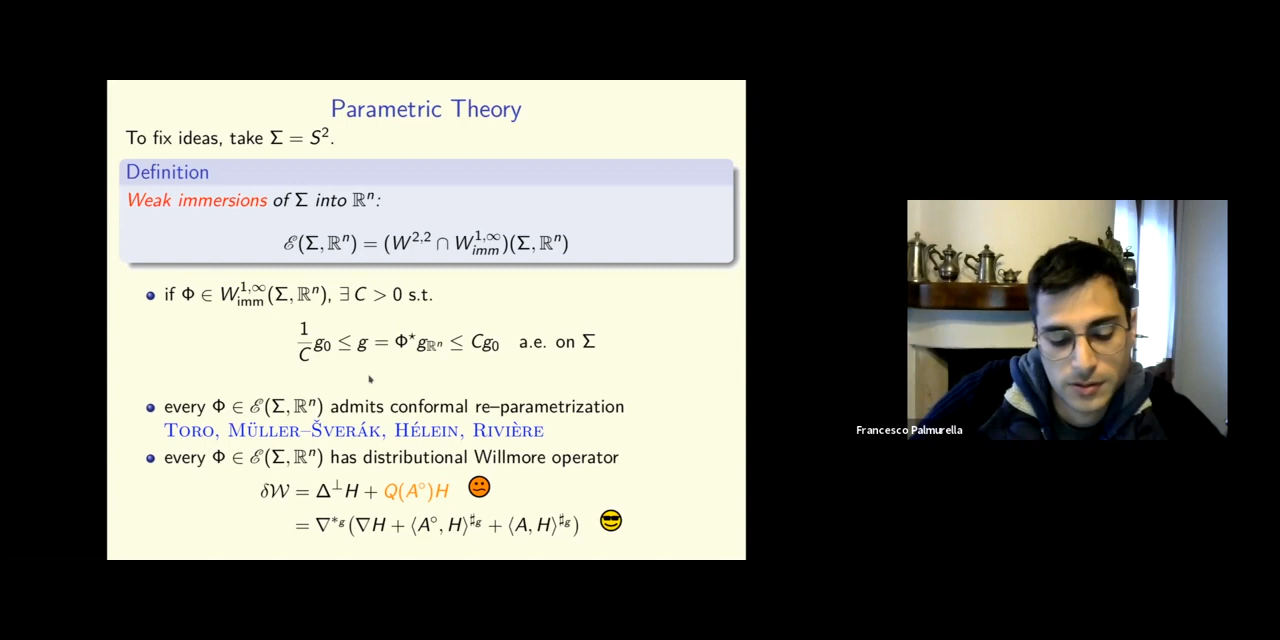 Parametric Theory
To fix ideas, take Σ = S².
Definition
Weak immersions of Σ into ℝⁿ:
ℰ(Σ, ℝⁿ) = (W^{2,2} ∩ W^{1,∞}_{imm})(Σ, ℝⁿ)
if Φ ∈ W^{1,∞}_{imm}(Σ, ℝⁿ), ∃ C > 0 s.t.
1/C g₀ ≤ g = Φ*g_{ℝⁿ} ≤ Cg₀ a.e. on Σ
every Φ ∈ ℰ(Σ, ℝⁿ) admits conformal re–parametrization
TORO, MÜLLER–ŠVERÁK, HÉLEIN, RIVIÈRE
every Φ ∈ ℰ(Σ, ℝⁿ) has distributional Willmore operator
δ𝒲 = Δ^⊥H + Q(A°)H
= ∇^{*g}(∇H + ⟨A°, H⟩^{♯g} + ⟨A, H⟩^{♯g})
Francesco Palmurella